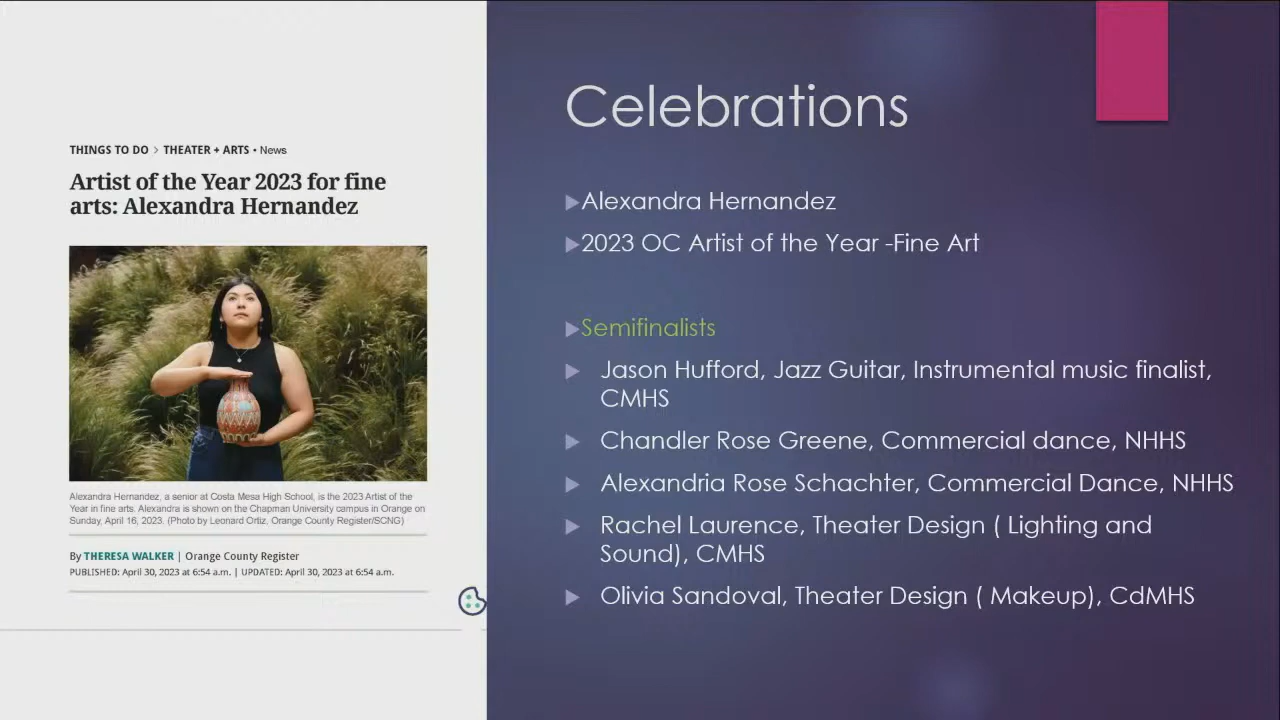 THINGS TO DO > THEATER + ARTS • News
Artist of the Year 2023 for fine
arts: Alexandra Hernandez
Alexandra Hernandez, a senior at Costa Mesa High School, is the 2023 Artist of the
Year in fine arts. Alexandra is shown on the Chapman University campus in Orange on
Sunday, April 16, 2023. (Photo by Leonard Ortiz, Orange County Register/SCNG)
By THERESA WALKER | Orange County Register
PUBLISHED: April 30, 2023 at 6:54 a.m. | UPDATED: April 30, 2023 at 6:54 a.m.
Celebrations
Alexandra Hernandez
2023 OC Artist of the Year -Fine Art
Semifinalists
Jason Hufford, Jazz Guitar, Instrumental music finalist,
CMHS
Chandler Rose Greene, Commercial dance, NHHS
Alexandria Rose Schachter, Commercial Dance, NHHS
Rachel Laurence, Theater Design ( Lighting and
Sound), CMHS
Olivia Sandoval, Theater Design ( Makeup), CdMHS